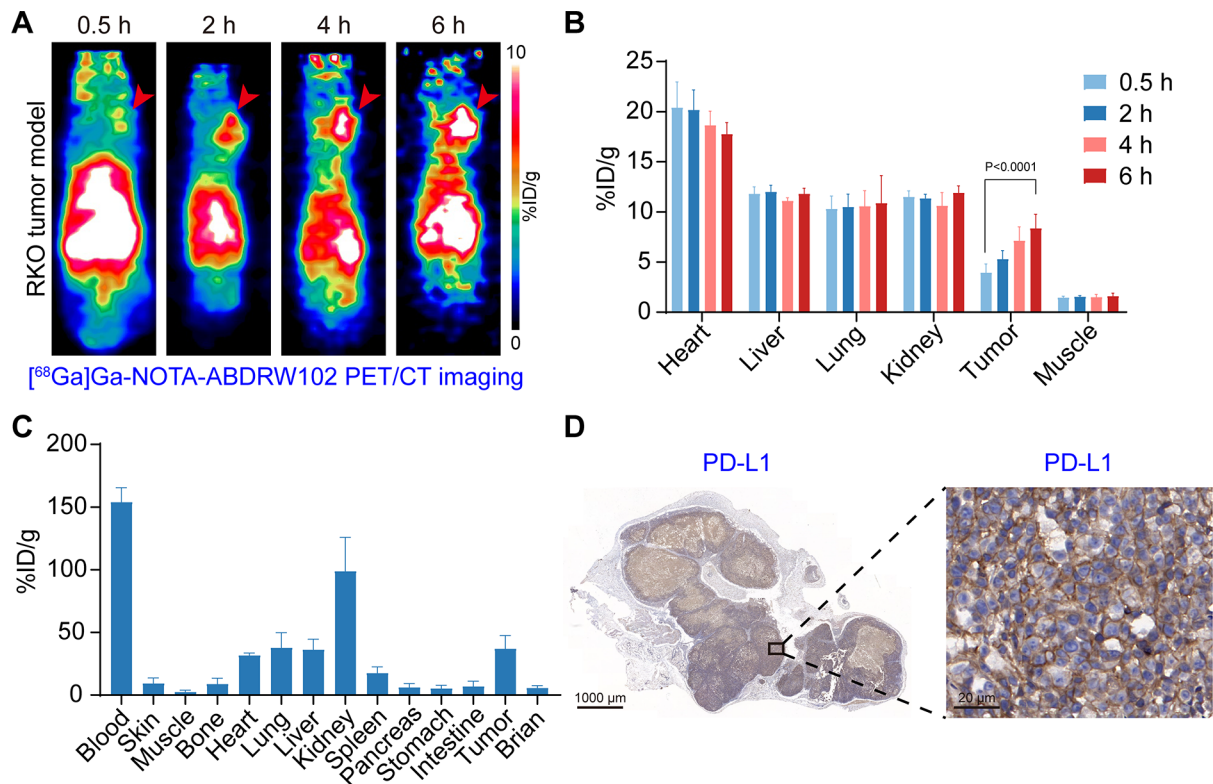 A
0.5 h
2 h
4 h
6 h
RKO tumor model
10
%ID/g
0
[⁶⁸Ga]Ga-NOTA-ABDRW102 PET/CT imaging
B
25
20
15
10
5
0
%ID/g
0.5 h
2 h
4 h
6 h
P<0.0001
Heart
Liver
Lung
Kidney
Tumor
Muscle
C
200
150
100
50
0
%ID/g
Blood
Skin
Muscle
Bone
Heart
Lung
Liver
Kidney
Spleen
Pancreas
Stomach
Intestine
Tumor
Brian
D
PD-L1
PD-L1
1000 μm
20 μm